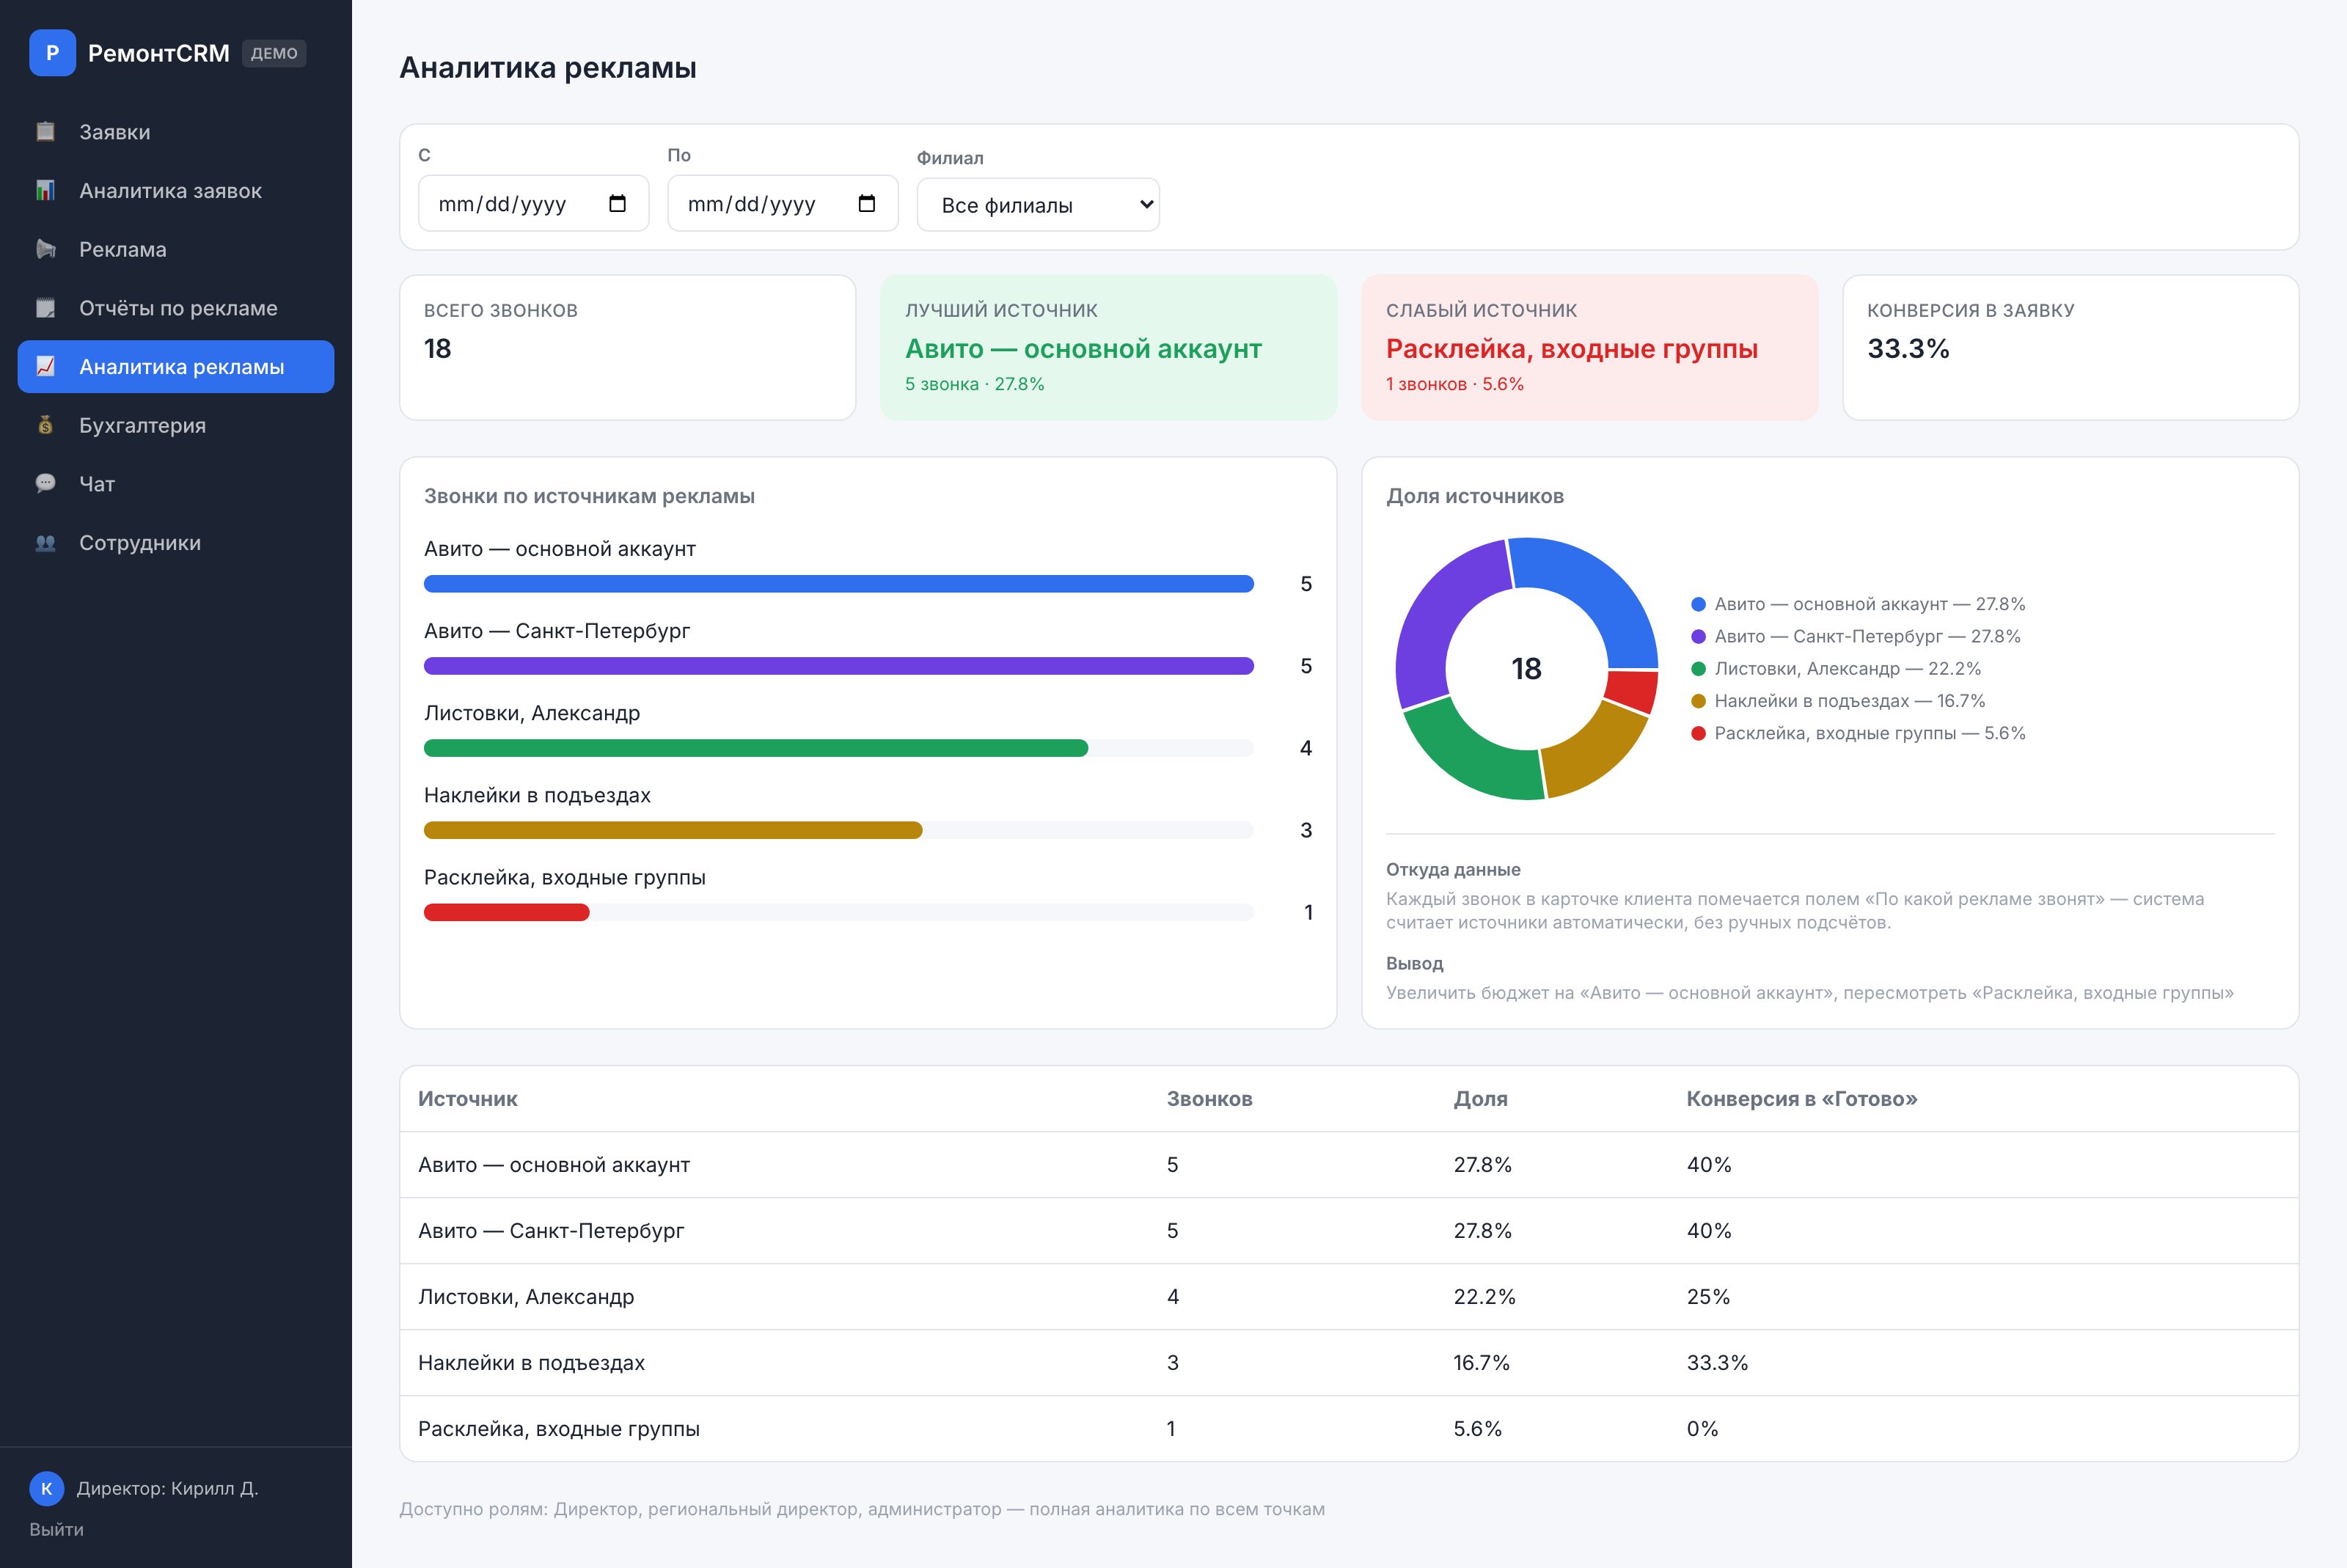 Р РемонтCRM ДЕМО
Заявки
Аналитика заявок
Реклама
Отчёты по рекламе
Аналитика рекламы
Бухгалтерия
Чат
Сотрудники
К Директор: Кирилл Д.
Выйти
Аналитика рекламы
С По Филиал
mm/dd/yyyy mm/dd/yyyy Все филиалы
ВСЕГО ЗВОНКОВ
18
ЛУЧШИЙ ИСТОЧНИК
Авито — основной аккаунт
5 звонка · 27.8%
СЛАБЫЙ ИСТОЧНИК
Расклейка, входные группы
1 звонков · 5.6%
КОНВЕРСИЯ В ЗАЯВКУ
33.3%
Звонки по источникам рекламы
Авито — основной аккаунт
5
Авито — Санкт-Петербург
5
Листовки, Александр
4
Наклейки в подъездах
3
Расклейка, входные группы
1
Доля источников
18
Авито — основной аккаунт — 27.8%
Авито — Санкт-Петербург — 27.8%
Листовки, Александр — 22.2%
Наклейки в подъездах — 16.7%
Расклейка, входные группы — 5.6%
Откуда данные
Каждый звонок в карточке клиента помечается полем «По какой рекламе звонят» — система
считает источники автоматически, без ручных подсчётов.
Вывод
Увеличить бюджет на «Авито — основной аккаунт», пересмотреть «Расклейка, входные группы»
Источник Звонков Доля Конверсия в «Готово»
Авито — основной аккаунт 5 27.8% 40%
Авито — Санкт-Петербург 5 27.8% 40%
Листовки, Александр 4 22.2% 25%
Наклейки в подъездах 3 16.7% 33.3%
Расклейка, входные группы 1 5.6% 0%
Доступно ролям: Директор, региональный директор, администратор — полная аналитика по всем точкам